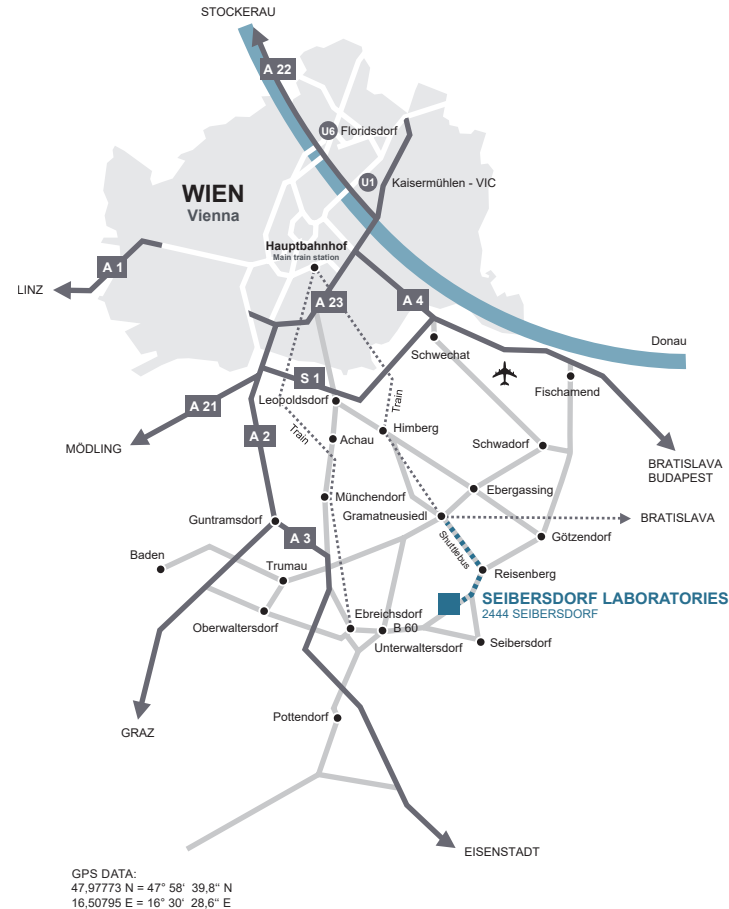 STOCKERAU
A 22
U6 Floridsdorf
U1 Kaisermühlen - VIC
WIEN
Vienna
Hauptbahnhof
Main train station
A 1
LINZ
A 23
A 4
Donau
Schwechat
S 1
Fischamend
Leopoldsdorf
Train
A 21
Himberg
A 2
Train
Achau
Schwadorf
MÖDLING
BRATISLAVA
BUDAPEST
Münchendorf
Ebergassing
Guntramsdorf
Gramatneusiedl
BRATISLAVA
A 3
Götzendorf
Shuttlebus
Baden
Trumau
Reisenberg
SEIBERSDORF LABORATORIES
2444 SEIBERSDORF
Ebreichsdorf
Oberwaltersdorf
B 60
Unterwaltersdorf
Seibersdorf
Pottendorf
GRAZ
EISENSTADT
GPS DATA:
47,97773 N = 47° 58‘ 39,8“ N
16,50795 E = 16° 30‘ 28,6“ E